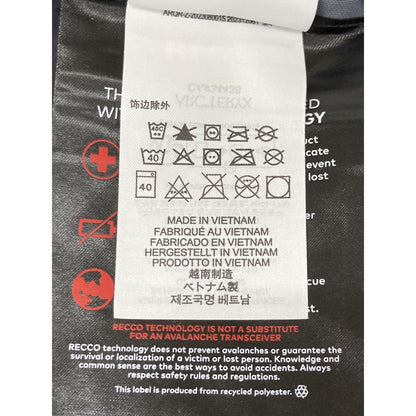 饰边除外
40C
40
40
MADE IN VIETNAM
FABRIQUÉ AU VIETNAM
FABRICADO EN VIETNAM
HERGESTELLT IN VIETNAM
PRODOTTO IN VIETNAM
越南制造
ベトナム製
제조국명 베트남
RECCO TECHNOLOGY IS NOT A SUBSTITUTE
FOR AN AVALANCHE TRANSCEIVER
RECCO technology does not prevent avalanches or guarantee the
survival or localization of a victim or lost person. Knowledge and
common sense are the best ways to avoid accidents. Always
respect safety rules and regulations.
This label is produced from recycled polyester.